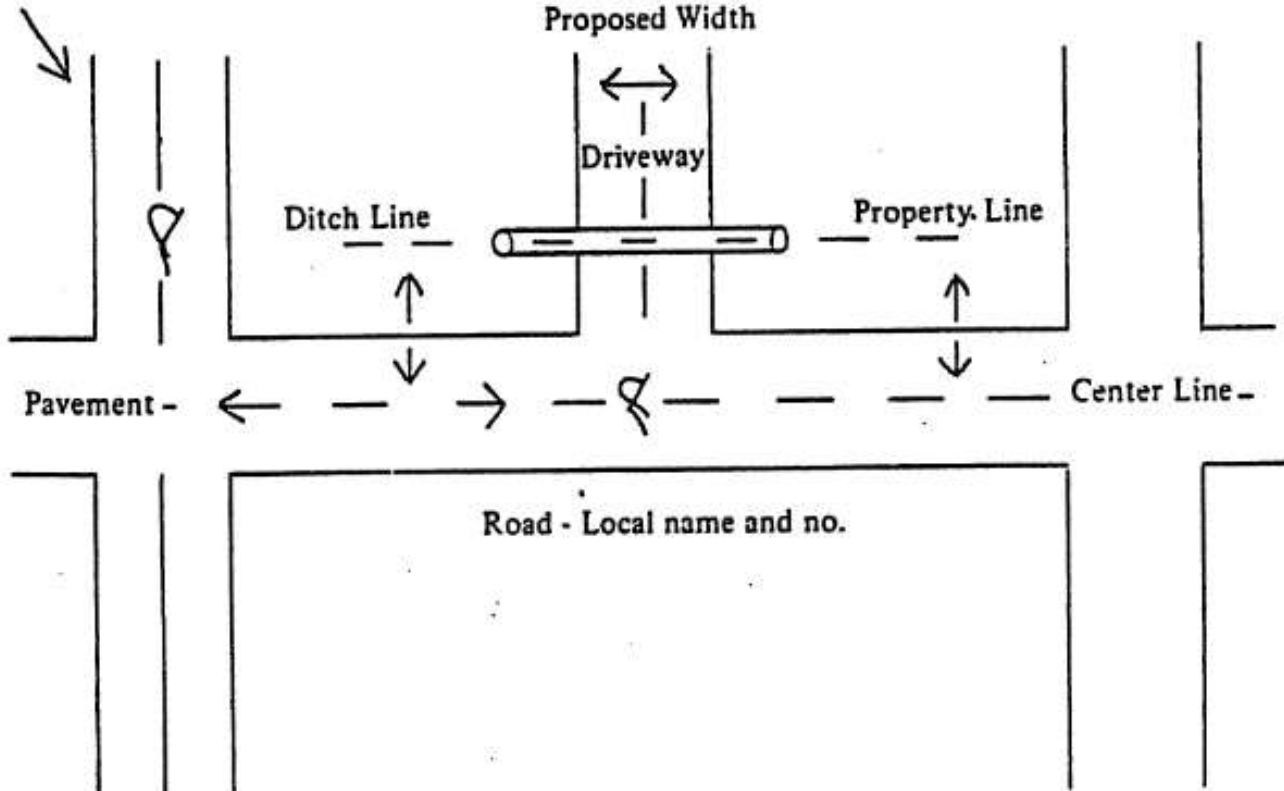 Proposed Width
Driveway
Ditch Line
Property. Line
Pavement -
Center Line -
Road - Local name and no.